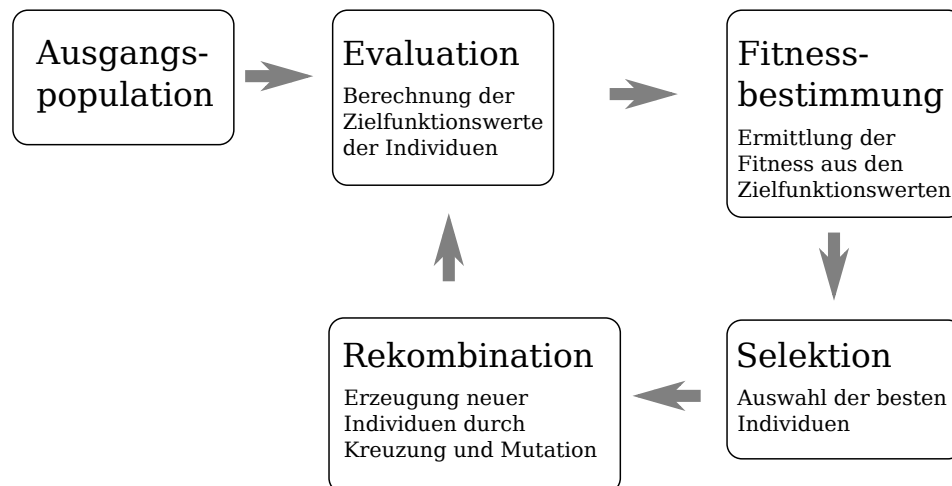 Ausgangs-
population
Evaluation
Berechnung der
Zielfunktionswerte
der Individuen
Fitness-
bestimmung
Ermittlung der
Fitness aus den
Zielfunktionswerten
Selektion
Auswahl der besten
Individuen
Rekombination
Erzeugung neuer
Individuen durch
Kreuzung und Mutation